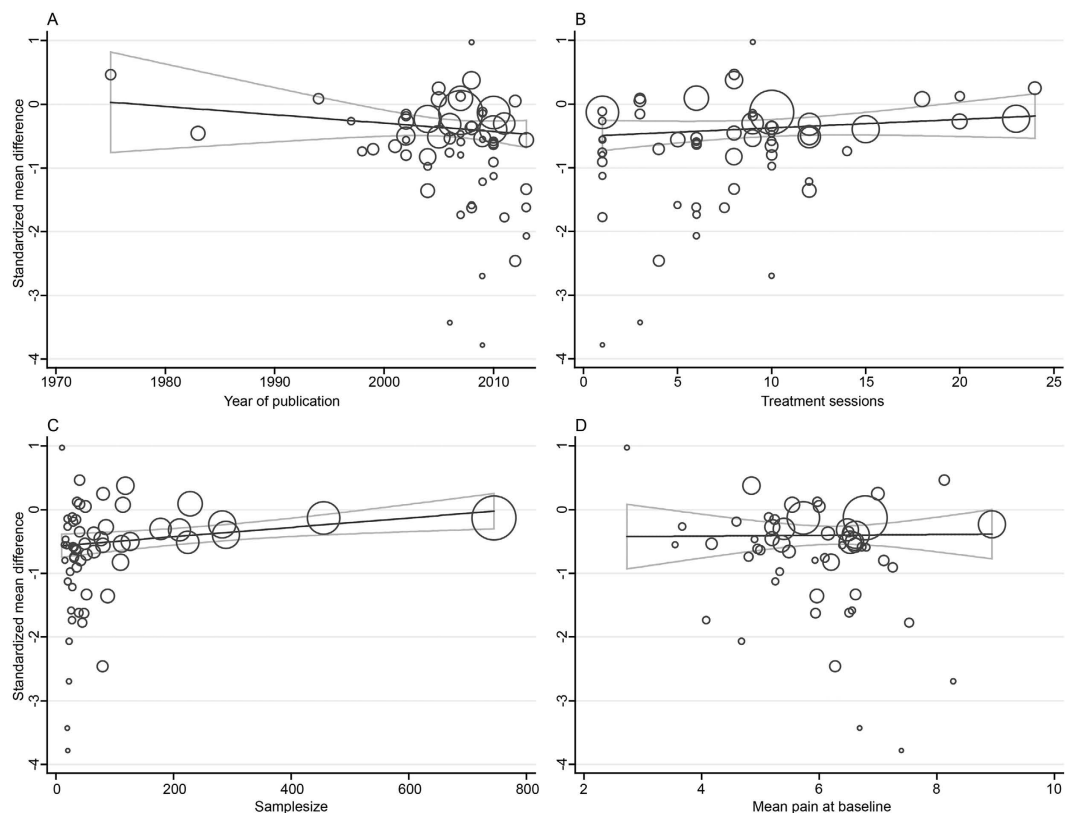 A
Standardized mean difference
1
0
-1
-2
-3
-4
1970 1980 1990 2000 2010
Year of publication
B
1
0
-1
-2
-3
-4
0 5 10 15 20 25
Treatment sessions
C
Standardized mean difference
1
0
-1
-2
-3
-4
0 200 400 600 800
Samplesize
D
1
0
-1
-2
-3
-4
2 4 6 8 10
Mean pain at baseline